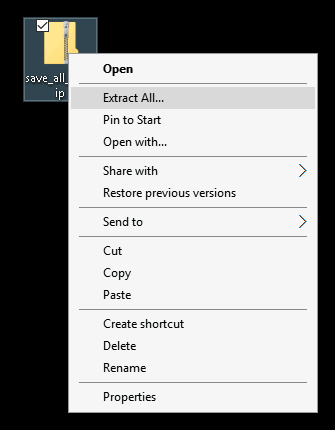 save_all_
ip
Open
Extract All...
Pin to Start
Open with...
Share with
Restore previous versions
Send to
Cut
Copy
Paste
Create shortcut
Delete
Rename
Properties